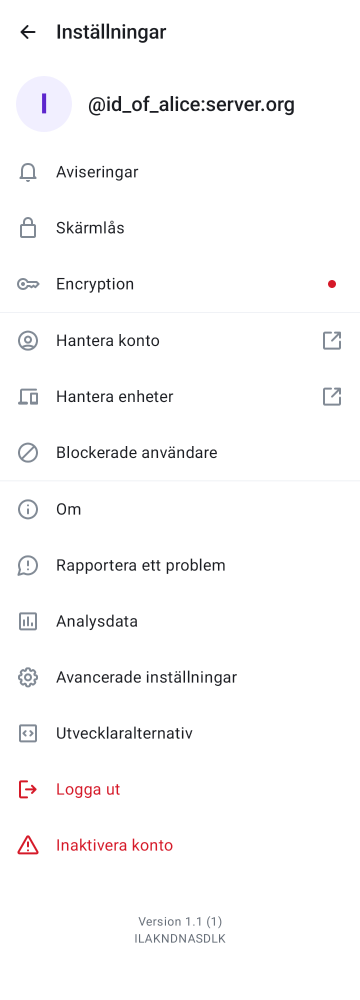 Inställningar
I
@id_of_alice:server.org
Aviseringar
Skärmlås
Encryption
Hantera konto
Hantera enheter
Blockerade användare
Om
Rapportera ett problem
Analysdata
Avancerade inställningar
Utvecklaralternativ
Logga ut
Inaktivera konto
Version 1.1 (1)
ILAKNDNASDLK